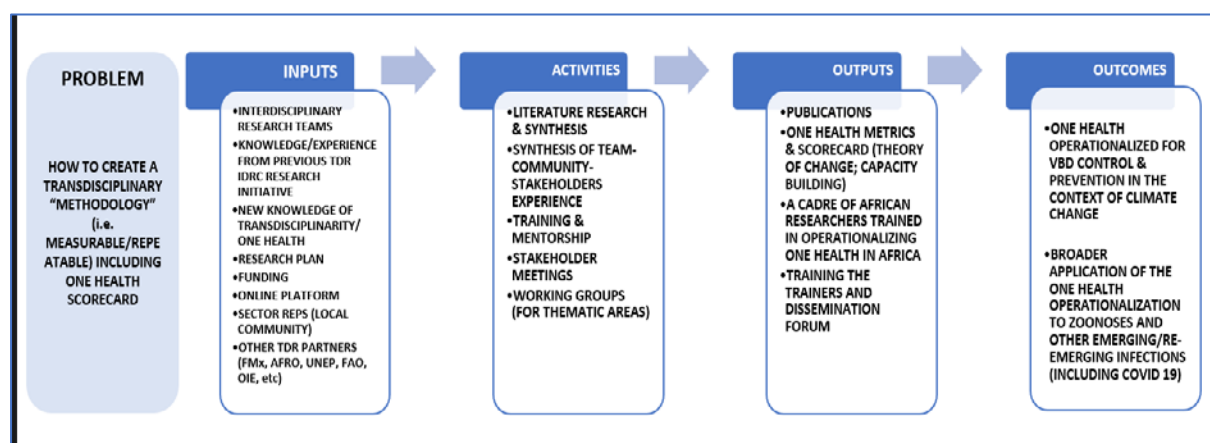 PROBLEM
HOW TO CREATE A
TRANSDISCIPLINARY
“METHODOLOGY”
(i.e.
MEASURABLE/REPE
ATABLE) INCLUDING
ONE HEALTH
SCORECARD
INPUTS
•INTERDISCIPLINARY
RESEARCH TEAMS
•KNOWLEDGE/EXPERIENCE
FROM PREVIOUS TDR
IDRC RESEARCH
INITIATIVE
•NEW KNOWLEDGE OF
TRANSDISCIPLINARITY/
ONE HEALTH
•RESEARCH PLAN
•FUNDING
•ONLINE PLATFORM
•SECTOR REPS (LOCAL
COMMUNITY)
•OTHER TDR PARTNERS
(FMx, AFRO, UNEP, FAO,
OIE, etc)
ACTIVITIES
•LITERATURE RESEARCH
& SYNTHESIS
•SYNTHESIS OF TEAM-
COMMUNITY-
STAKEHOLDERS
EXPERIENCE
•TRAINING &
MENTORSHIP
•STAKEHOLDER
MEETINGS
•WORKING GROUPS
(FOR THEMATIC AREAS)
OUTPUTS
•PUBLICATIONS
•ONE HEALTH METRICS
& SCORECARD (THEORY
OF CHANGE; CAPACITY
BUILDING)
•A CADRE OF AFRICAN
RESEARCHERS TRAINED
IN OPERATIONALIZING
ONE HEALTH IN AFRICA
•TRAINING THE
TRAINERS AND
DISSEMINATION
FORUM
OUTCOMES
•ONE HEALTH
OPERATIONALIZED FOR
VBD CONTROL &
PREVENTION IN THE
CONTEXT OF CLIMATE
CHANGE
•BROADER
APPLICATION OF THE
ONE HEALTH
OPERATIONALIZATION
TO ZOONOSES AND
OTHER EMERGING/RE-
EMERGING INFECTIONS
(INCLUDING COVID 19)